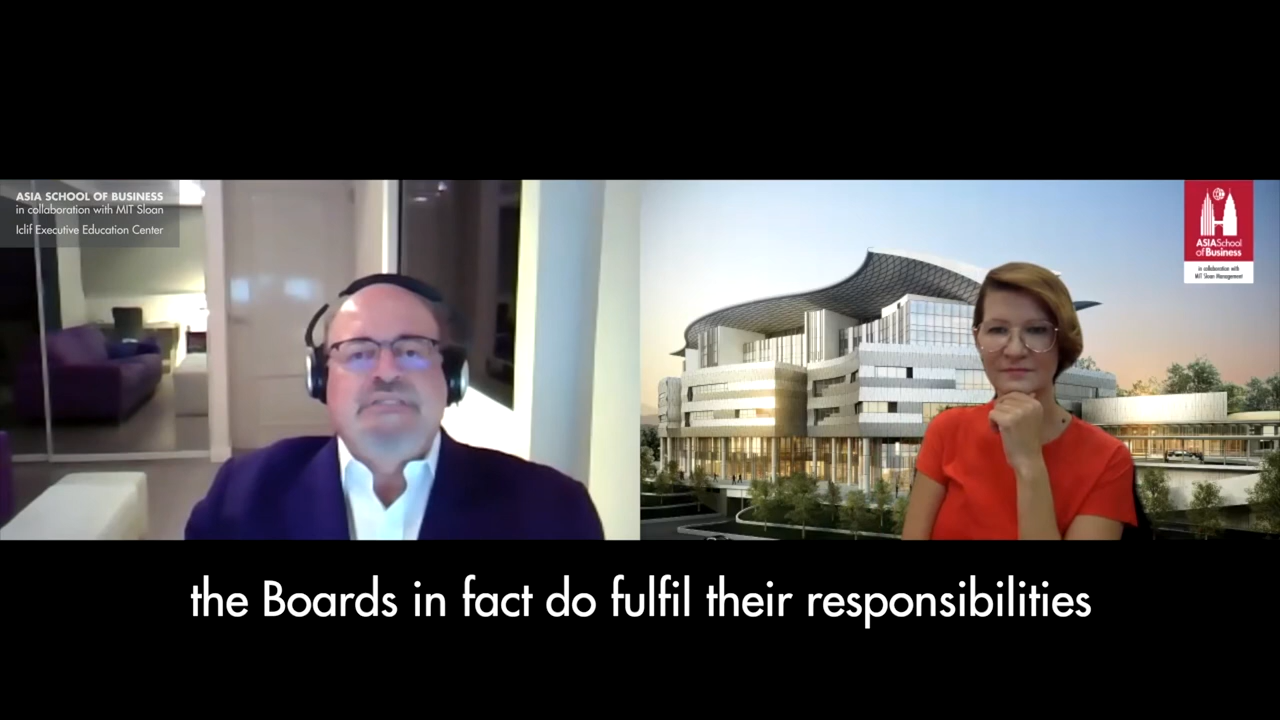 ASIA SCHOOL OF BUSINESS
in collaboration with MIT Sloan
Iclif Executive Education Center
ASIA School
of Business
in collaboration with
MIT Sloan Management
the Boards in fact do fulfil their responsibilities